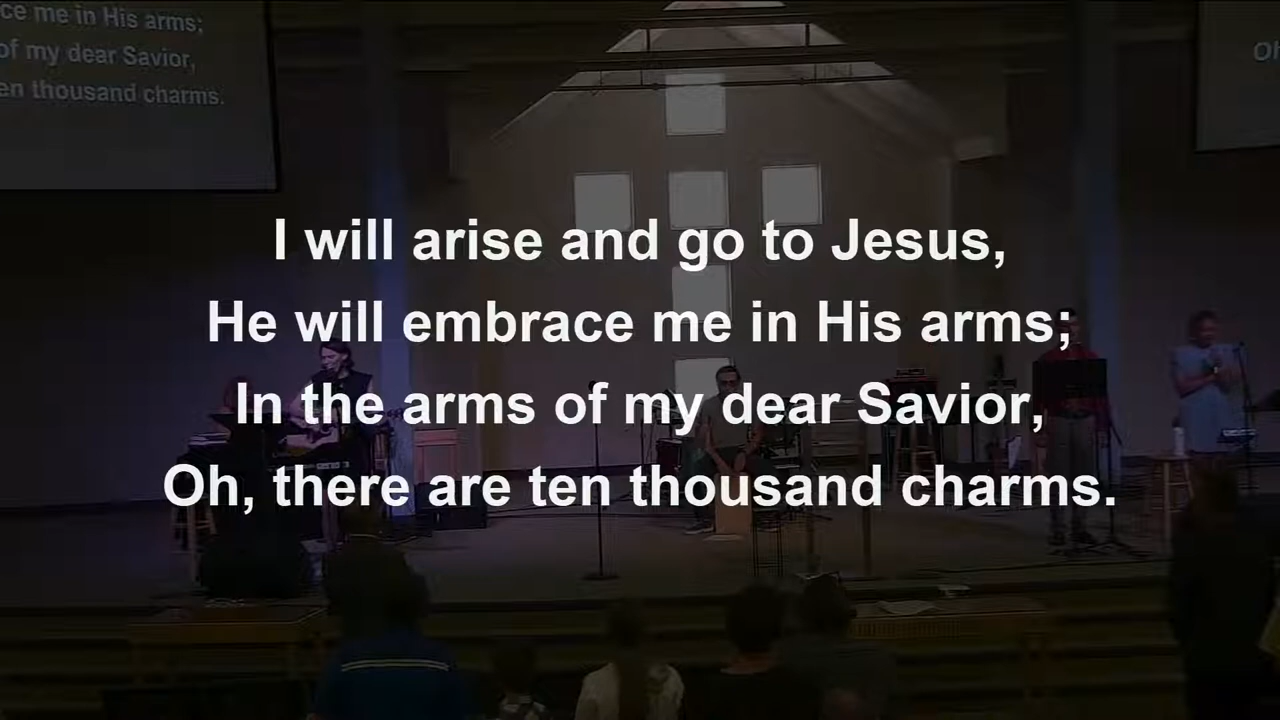 ce me in His arms;
of my dear Savior,
en thousand charms.
I will arise and go to Jesus,
He will embrace me in His arms;
In the arms of my dear Savior,
Oh, there are ten thousand charms.